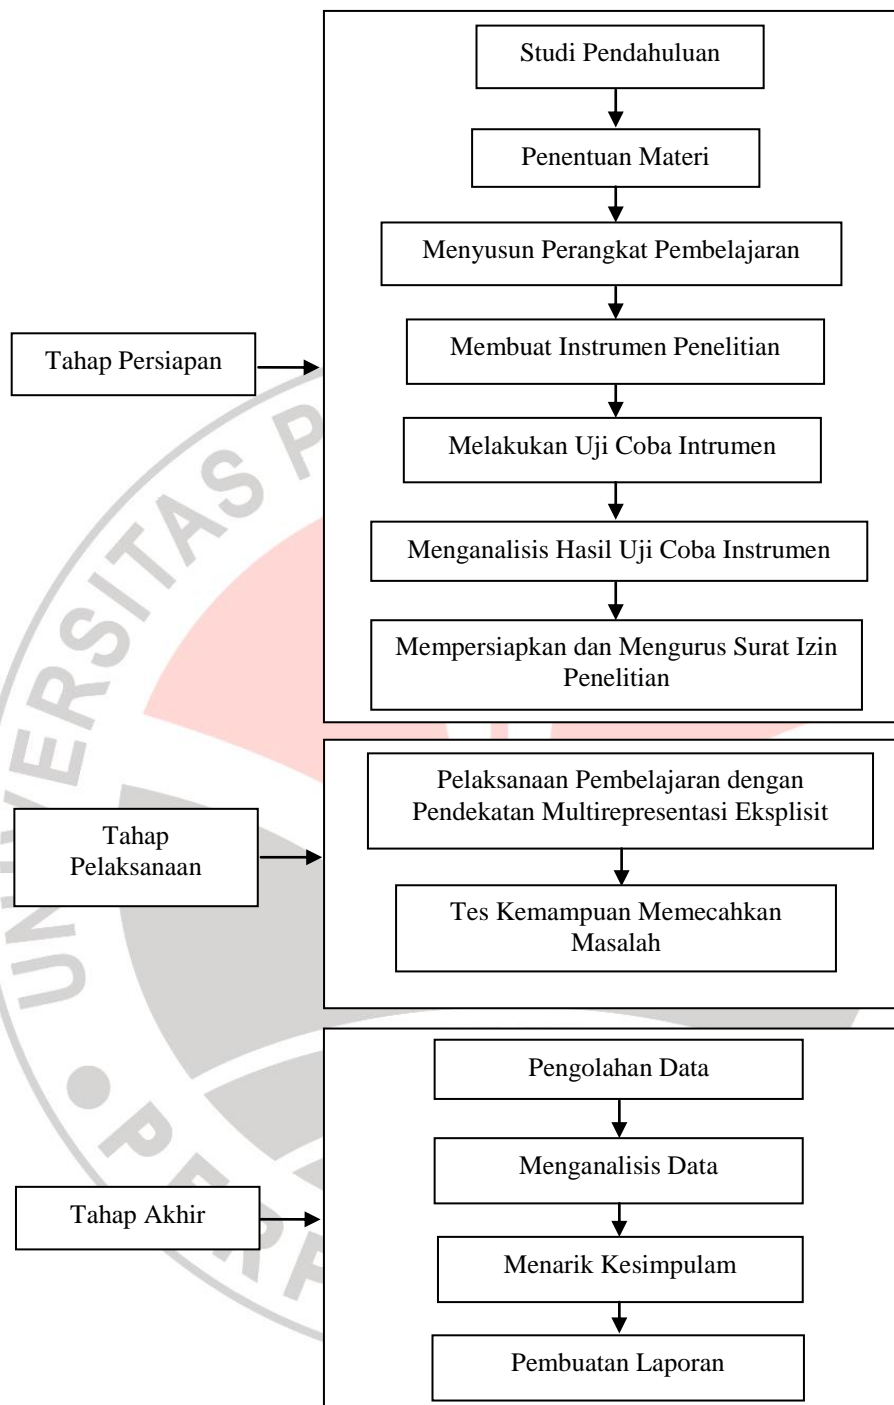 Studi Pendahuluan
Penentuan Materi
Menyusun Perangkat Pembelajaran
Tahap Persiapan
Membuat Instrumen Penelitian
Melakukan Uji Coba Intrumen
Menganalisis Hasil Uji Coba Instrumen
Mempersiapkan dan Mengurus Surat Izin
Penelitian
Tahap
Pelaksanaan
Pelaksanaan Pembelajaran dengan
Pendekatan Multirepresentasi Eksplisit
Tes Kemampuan Memecahkan
Masalah
Tahap Akhir
Pengolahan Data
Menganalisis Data
Menarik Kesimpulam
Pembuatan Laporan
UNIVERSITAS P
PERP